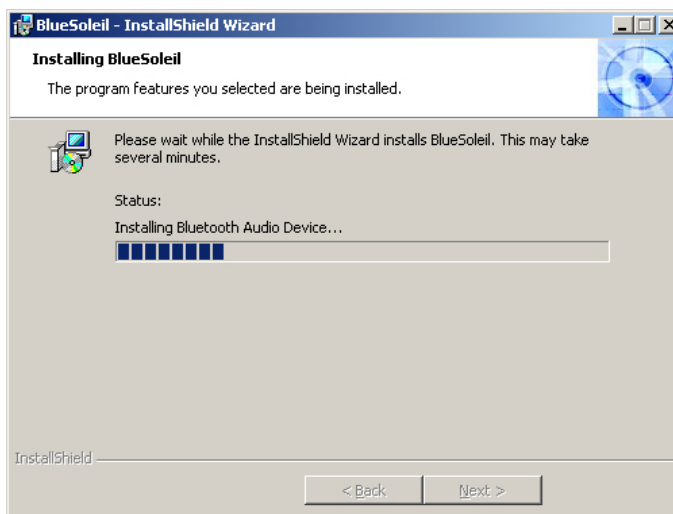 BlueSoleil - InstallShield Wizard
Installing BlueSoleil
The program features you selected are being installed.
Please wait while the InstallShield Wizard installs BlueSoleil. This may take
several minutes.
Status:
Installing Bluetooth Audio Device...
InstallShield
< Back
Next >